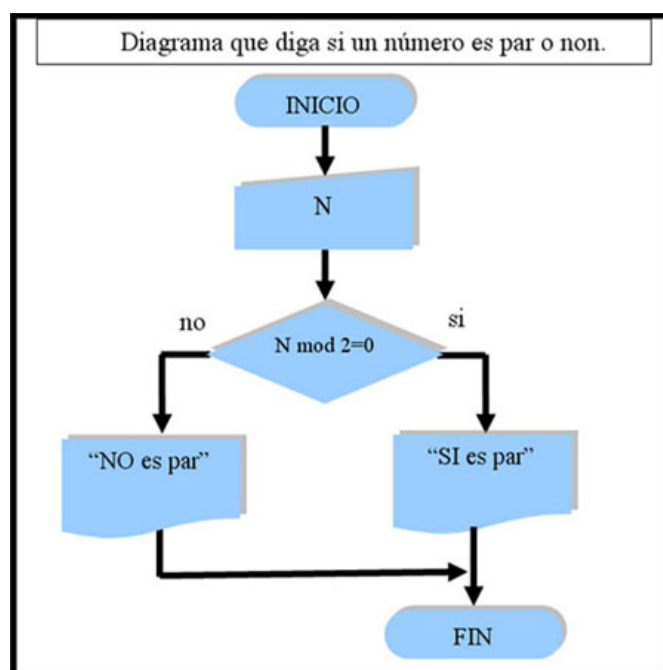 Diagrama que diga si un número es par o non.
INICIO
N
no
si
N mod 2=0
“NO es par”
“SI es par”
FIN